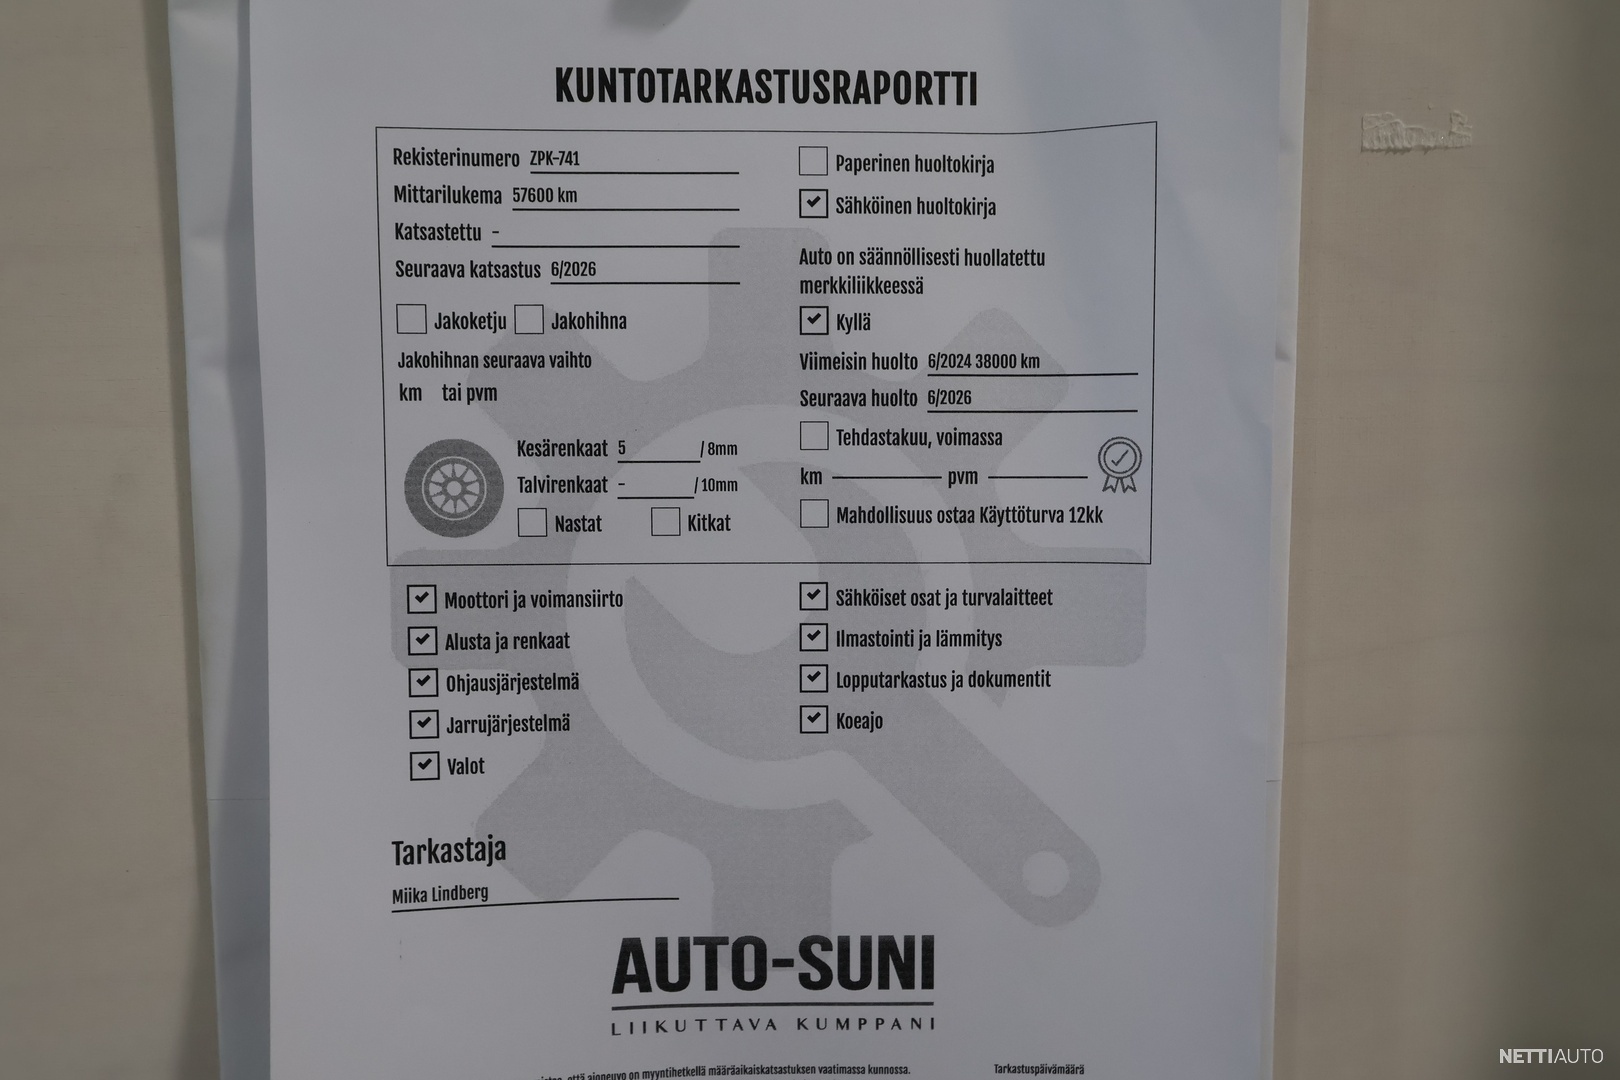 KUNTOTARKASTUSRAPORTTI
Rekisterinumero ZPK-741
Mittarilukema 57600 km
Katsastettu -
Seuraava katsastus 6/2026
Jakoketju Jakohihna
Jakohihnan seuraava vaihto
km tai pvm
Kesärenkaat 5 / 8mm
Talvirenkaat - / 10mm
Nastat Kitkat
Paperinen huoltokirja
Sähköinen huoltokirja
Auto on säännöllisesti huollatettu
merkkiliikkeessä
Kyllä
Viimeisin huolto 6/2024 38000 km
Seuraava huolto 6/2026
Tehdastakuu, voimassa
km pvm
Mahdollisuus ostaa Käyttöturva 12kk
Moottori ja voimansiirto
Alusta ja renkaat
Ohjausjärjestelmä
Jarrujärjestelmä
Valot
Sähköiset osat ja turvalaitteet
Ilmastointi ja lämmitys
Lopputarkastus ja dokumentit
Koeajo
Tarkastaja
Miika Lindberg
AUTO-SUNI
LIIKUTTAVA KUMPPANI
että ajoneuvo on myyntihetkellä määräaikaiskatsastuksen vaatimassa kunnossa.
Tarkastuspäivämäärä
NETTIAUTO